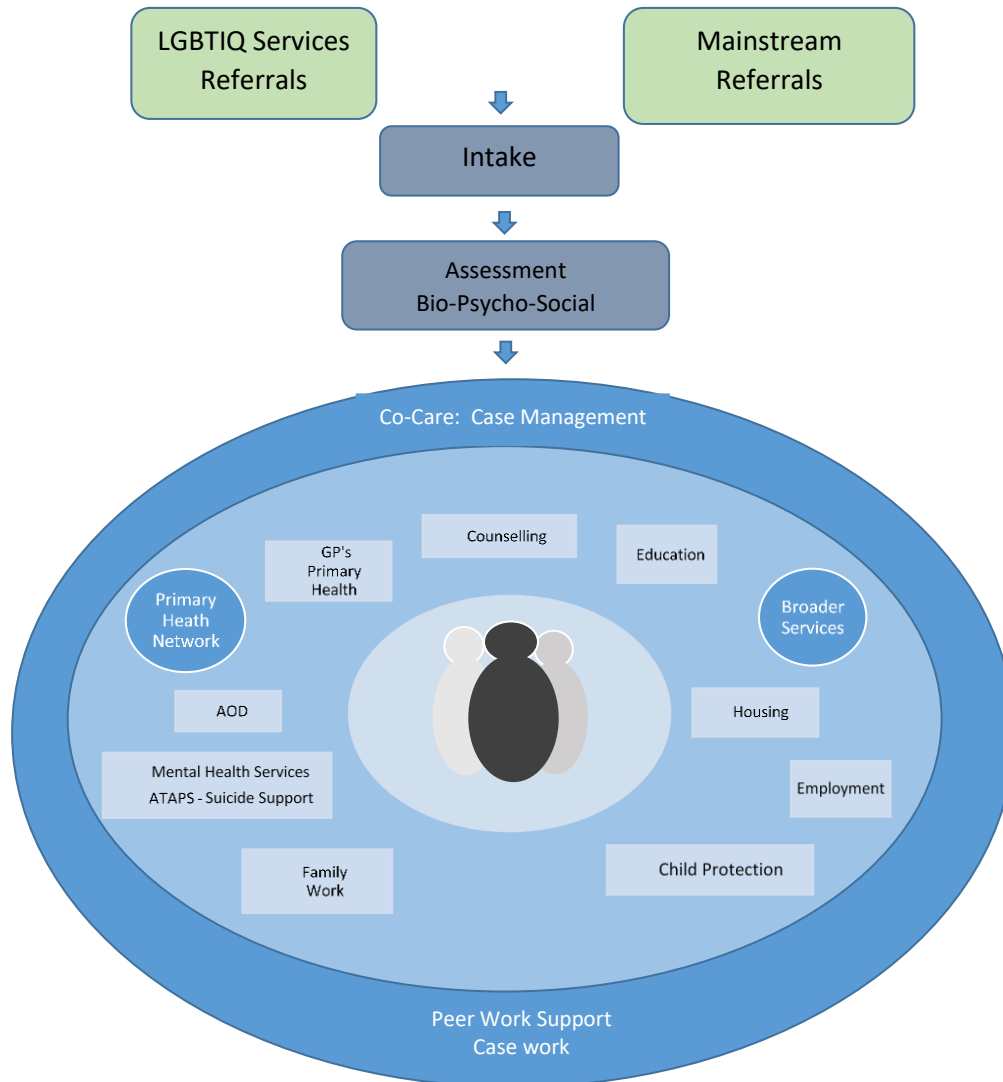 LGBTIQ Services
Referrals
Mainstream
Referrals
Intake
Assessment
Bio-Psycho-Social
Co-Care:  Case Management
Counselling
GP's
Primary
Health
Education
Primary
Heath
Network
Broader
Services
AOD
Housing
Mental Health Services
ATAPS - Suicide Support
Employment
Family
Work
Child Protection
Peer Work Support
Case work